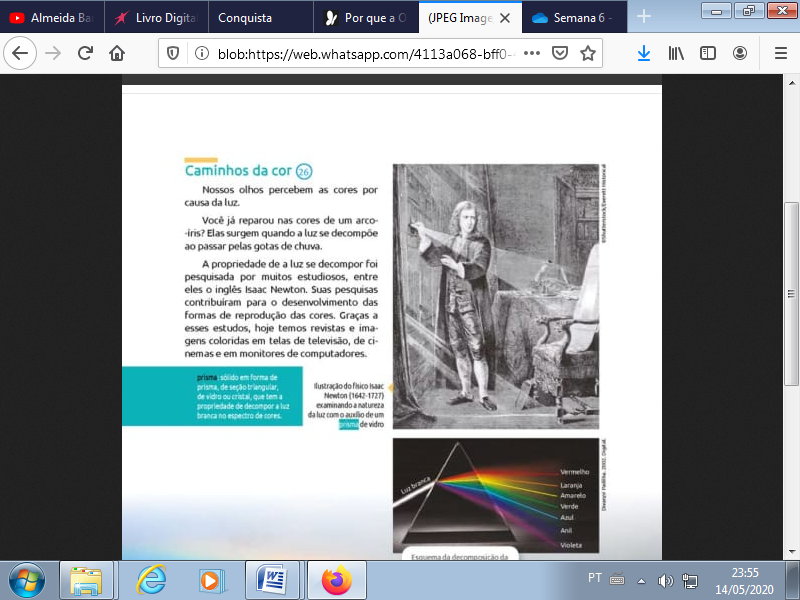 Almeida Ba
Livro Digita
Conquista
Por que a O
(JPEG Image
Semana 6 -
blob:https://web.whatsapp.com/4113a068-bff0-
Caminhos da cor 26
Nossos olhos percebem as cores por
causa da luz.
Você já reparou nas cores de um arco-
-íris? Elas surgem quando a luz se decompõe
ao passar pelas gotas de chuva.
A propriedade de a luz se decompor foi
pesquisada por muitos estudiosos, entre
eles o inglês Isaac Newton. Suas pesquisas
contribuíram para o desenvolvimento das
formas de reprodução das cores. Graças a
esses estudos, hoje temos revistas e ima-
gens coloridas em telas de televisão, de ci-
nemas e em monitores de computadores.
prisma: sólido em forma de
prisma, de seção triangular,
de vidro ou cristal, que tem a
propriedade de decompor a luz
branca no espectro de cores.
Ilustração do físico Isaac
Newton (1642-1727)
examinando a natureza
da luz com o auxílio de um
prisma de vidro
©Shutterstock/Everett Historical
Luz branca
Vermelho
Laranja
Amarelo
Verde
Azul
Anil
Violeta
Padilha. 2002. Digital.
Esquema da decomposição da
PT
23:55
14/05/2020